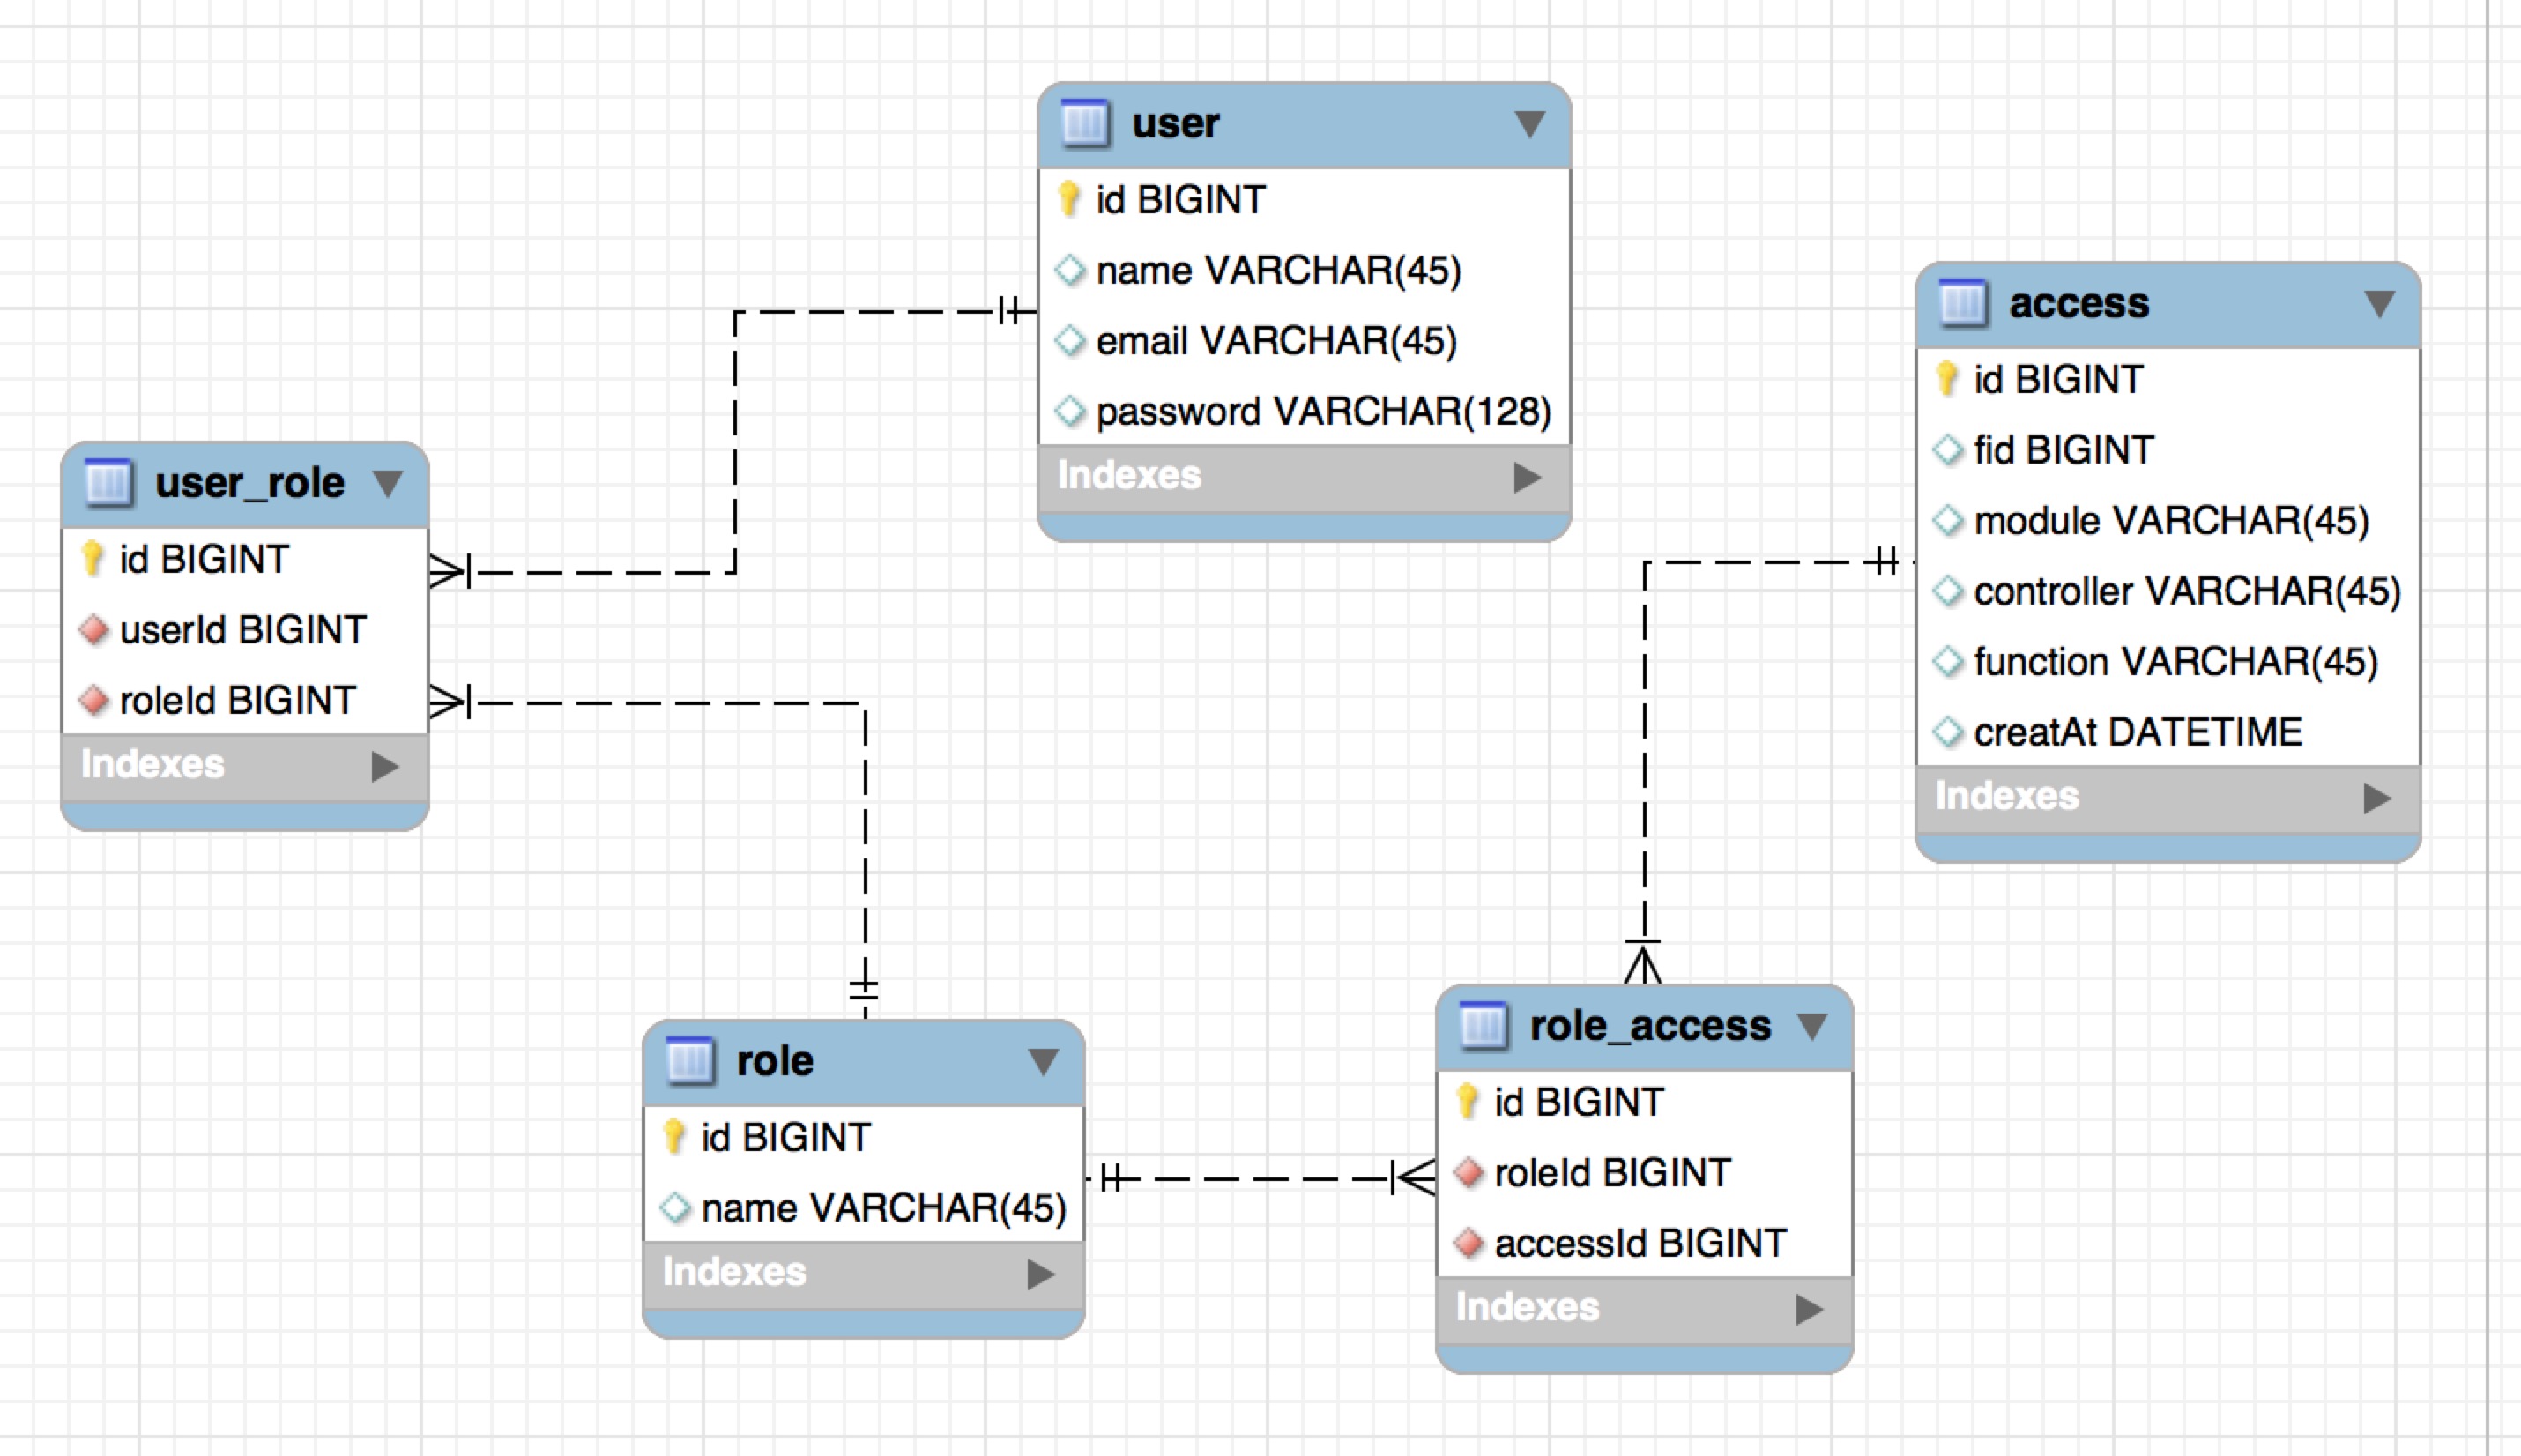 user
id BIGINT
name VARCHAR(45)
email VARCHAR(45)
password VARCHAR(128)
Indexes
access
id BIGINT
fid BIGINT
module VARCHAR(45)
controller VARCHAR(45)
function VARCHAR(45)
creatAt DATETIME
Indexes
user_role
id BIGINT
userId BIGINT
roleId BIGINT
Indexes
role
id BIGINT
name VARCHAR(45)
Indexes
role_access
id BIGINT
roleId BIGINT
accessId BIGINT
Indexes